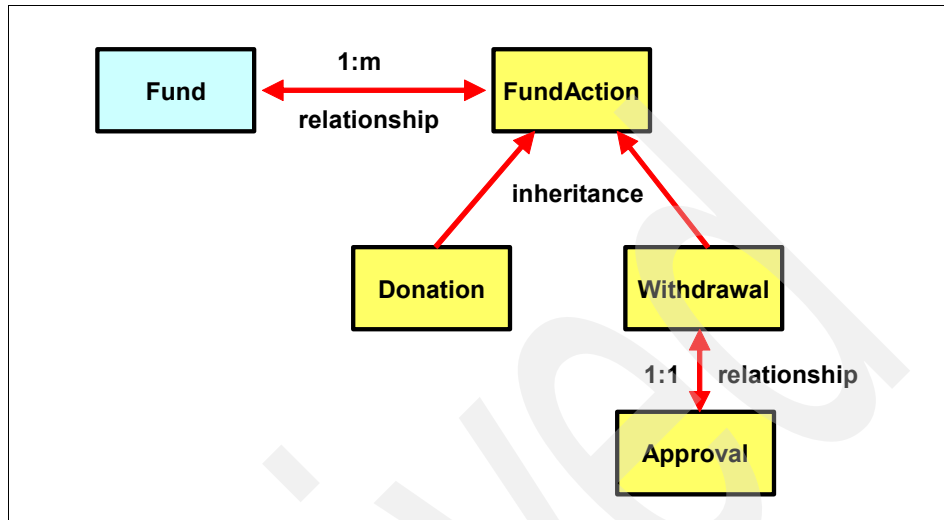 1:m
Fund
FundAction
relationship
inheritance
Donation
Withdrawal
1:1 relationship
Approval